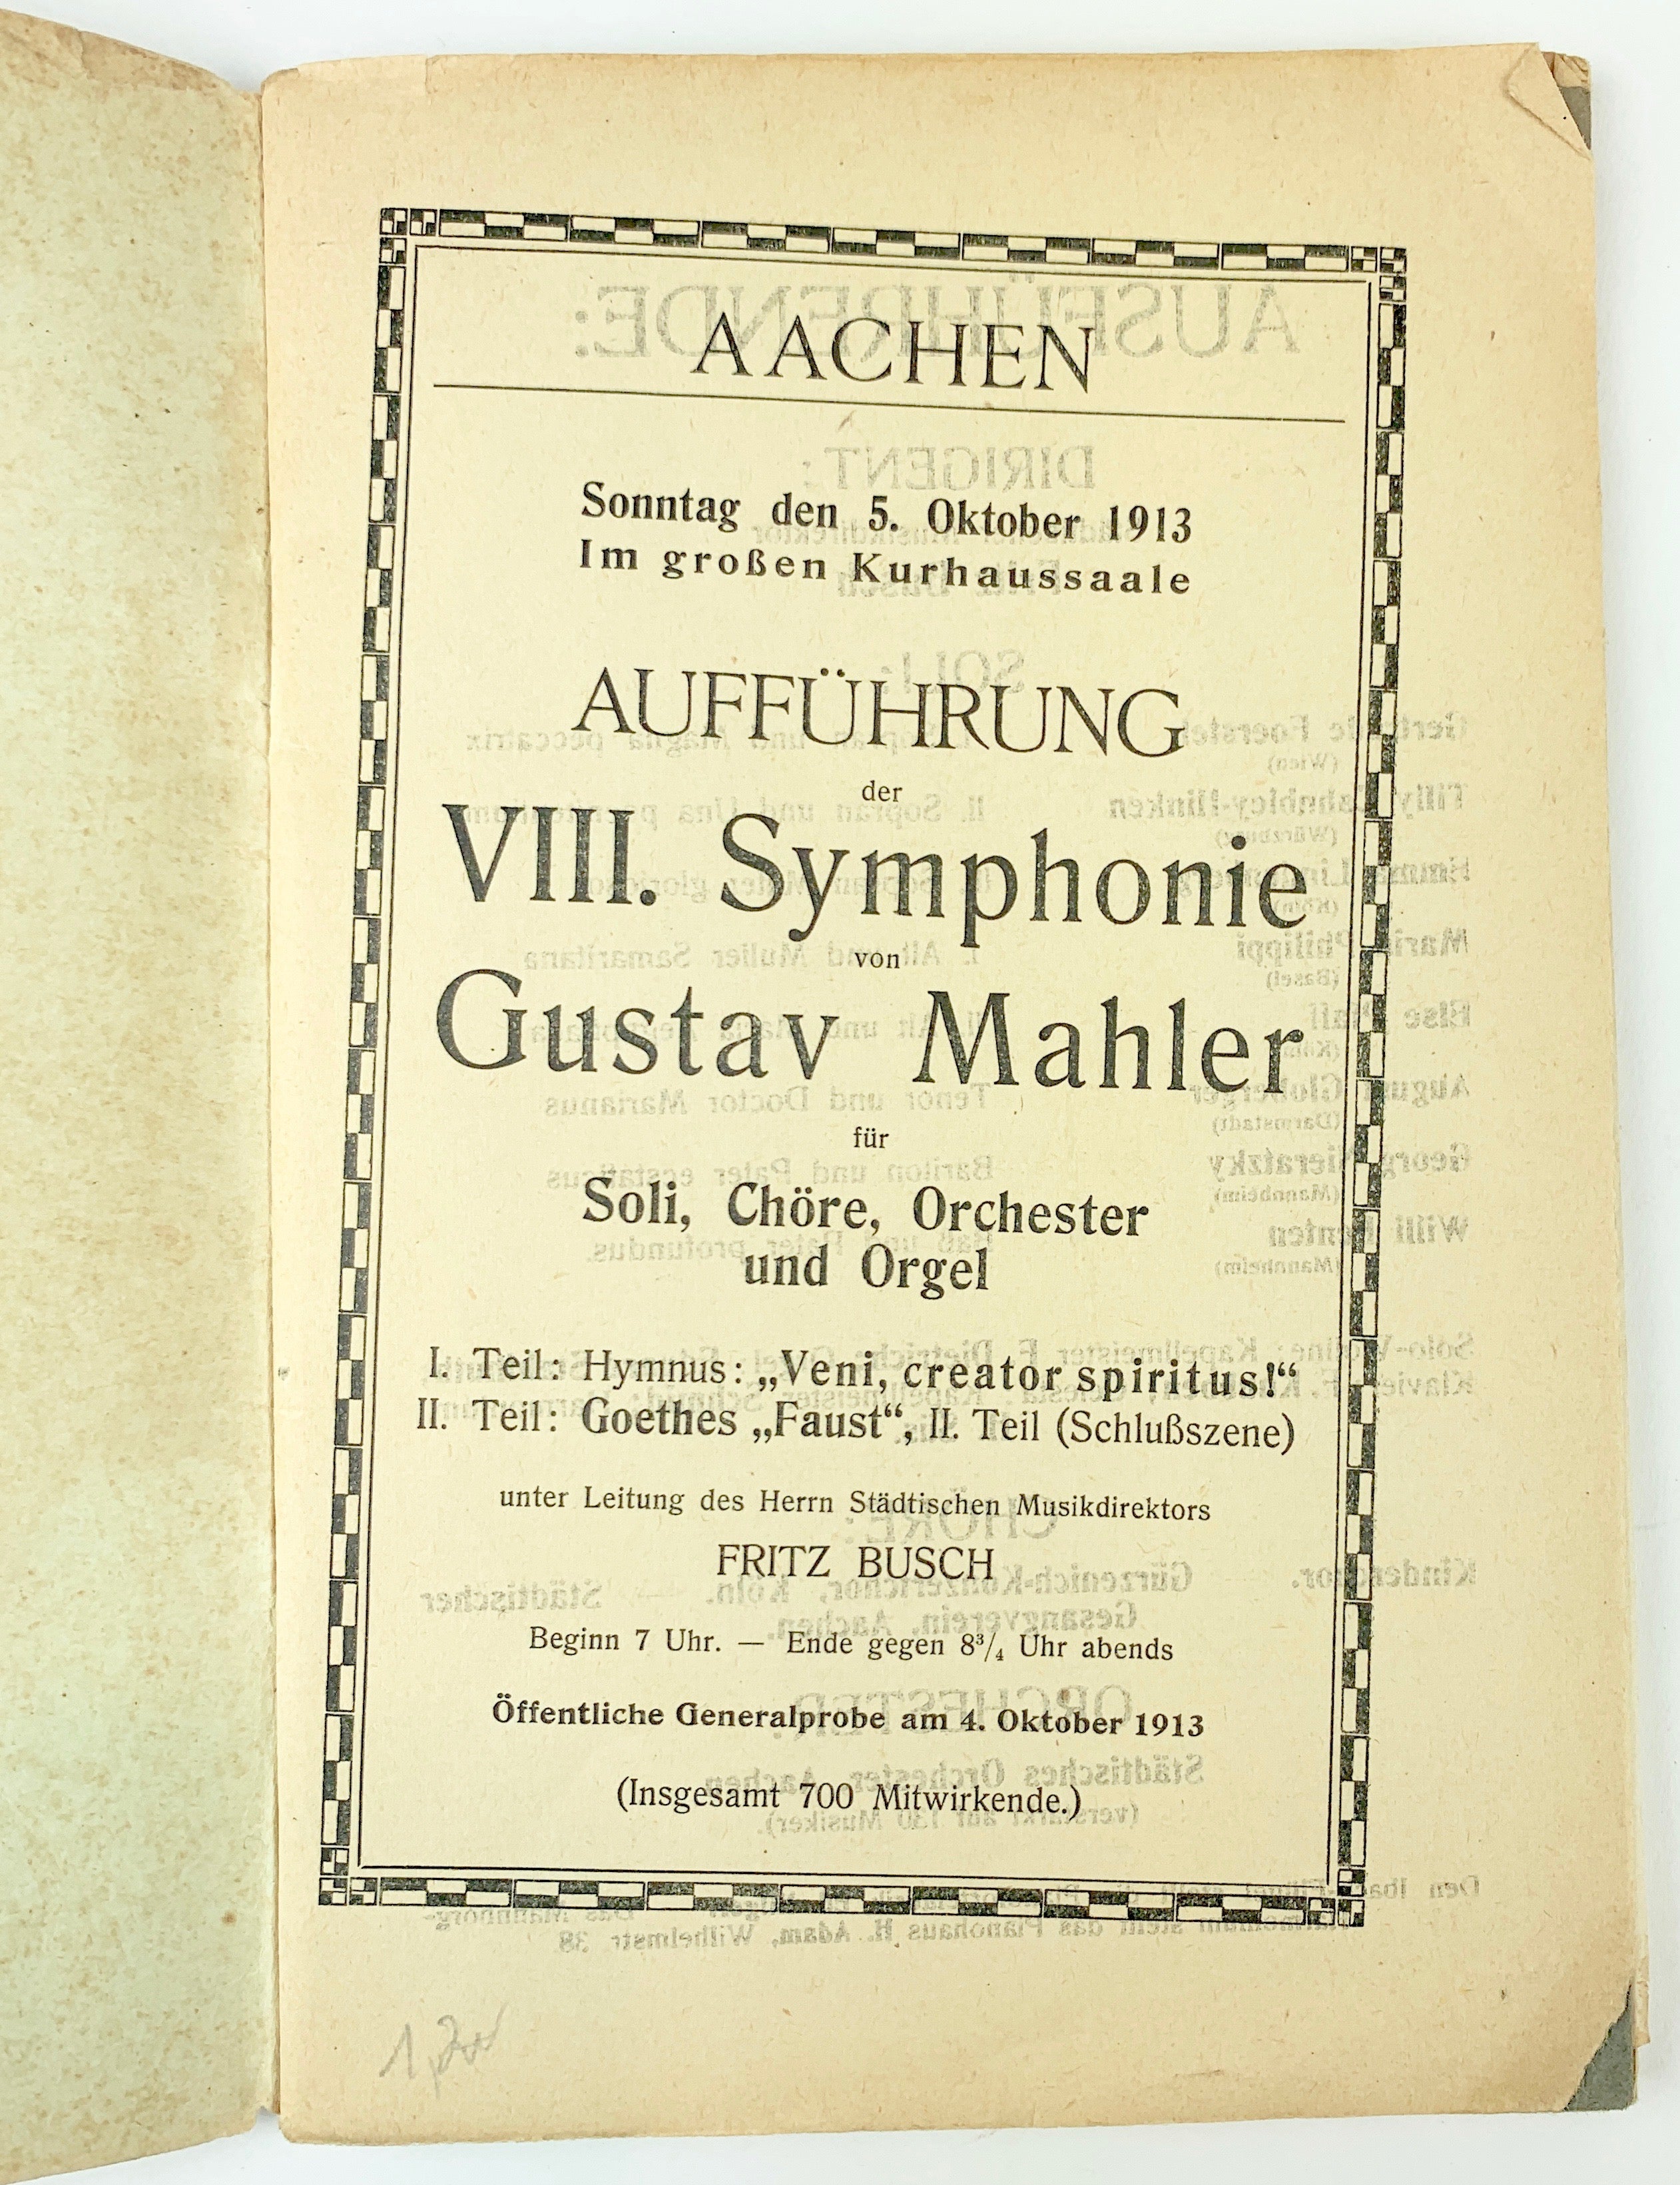 AACHEN
Sonntag den 5. Oktober 1913
Im großen Kurhaussaale
AUFFÜHRUNG
der
VIII. Symphonie
von
Gustav Mahler
für
Soli, Chöre, Orchester
und Orgel
I. Teil: Hymnus: „Veni, creator spiritus!“
II. Teil: Goethes „Faust“, II. Teil (Schlußszene)
unter Leitung des Herrn Städtischen Musikdirektors
FRITZ BUSCH
Beginn 7 Uhr. — Ende gegen 8¾ Uhr abends
Öffentliche Generalprobe am 4. Oktober 1913
(Insgesamt 700 Mitwirkende.)